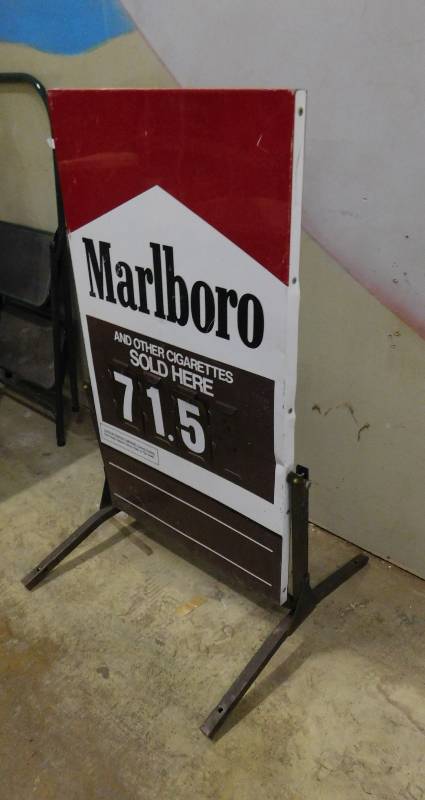 Marlboro
AND OTHER CIGARETTES
SOLD HERE
71.5